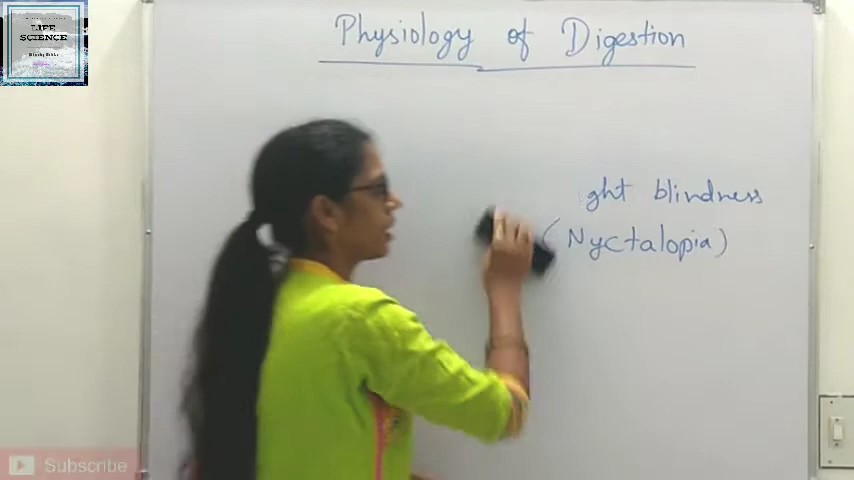 LIFE
SCIENCE
Physiology of Digestion
ght blindness
(Nyctalopia)
Subscribe